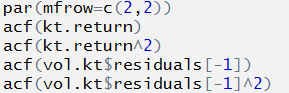 par(mfrow=c(2,2))
acf(kt.return)
acf(kt.return^2)
acf(vol.kt$residuals[-1])
acf(vol.kt$residuals[-1]^2)